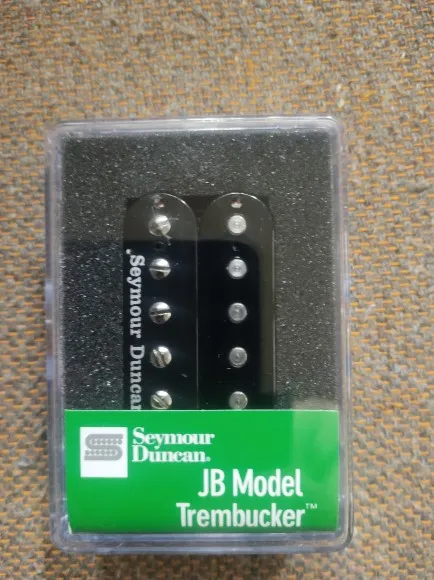 Seymour Duncan
Seymour
Duncan®
JB Model
Trembucker™